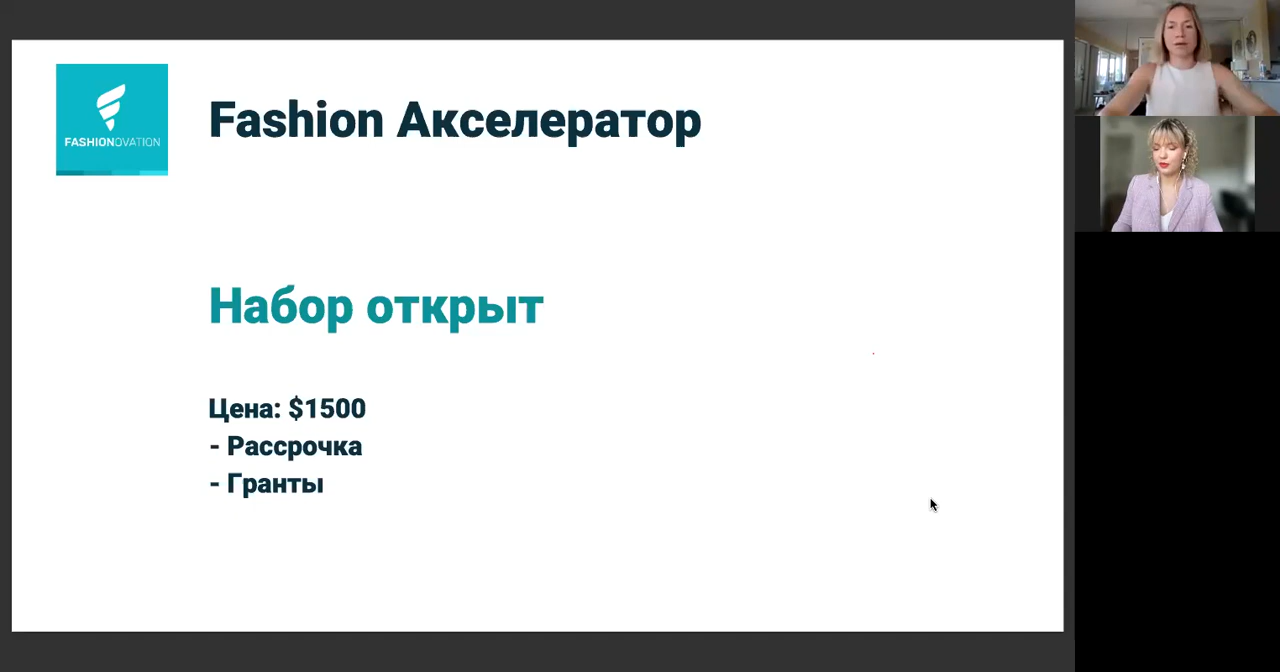 FASHIONOVATION
Fashion Акселератор
Набор открыт
Цена: $1500
- Рассрочка
- Гранты